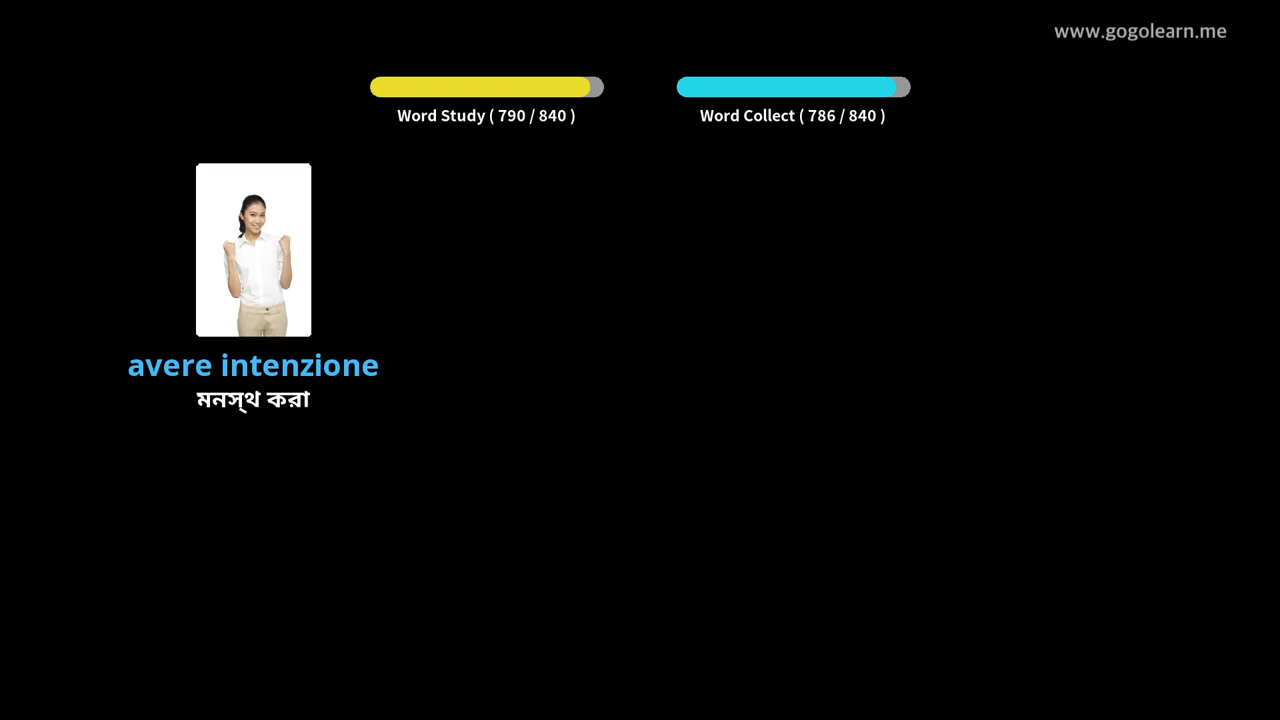 www.gogolearn.me
Word Study ( 790 / 840 )
Word Collect ( 786 / 840 )
avere intenzione
মনস্থ করা